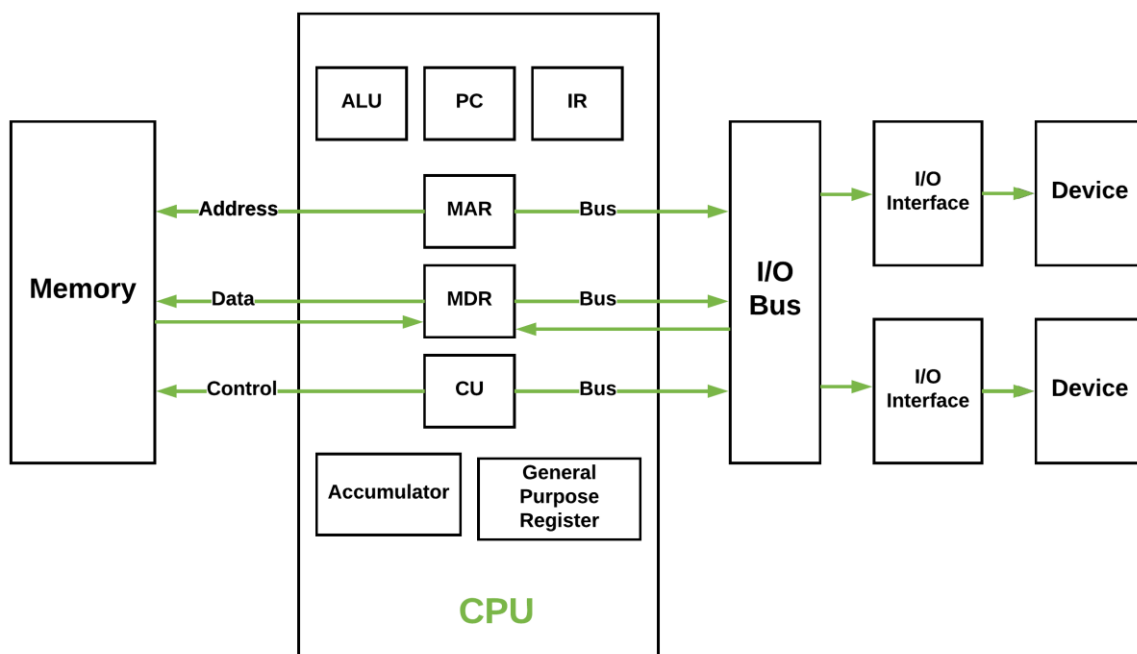 ALU
PC
IR
Memory
Address
MAR
Bus
Data
MDR
Bus
Control
CU
Bus
Accumulator
General
Purpose
Register
CPU
I/O
Bus
I/O
Interface
Device
I/O
Interface
Device